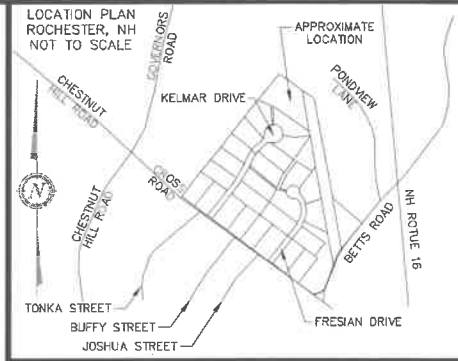 LOCATION PLAN
ROCHESTER, NH
NOT TO SCALE
GOVERNORS
ROAD
APPROXIMATE
LOCATION
CHESTNUT
HILL ROAD
KELMAR DRIVE
PONDVIEW
LANE
N
CROSS
ROAD
CHESTNUT
HILL ROAD
BETTS ROAD
NH ROTUE 16
TONKA STREET
BUFFY STREET
JOSHUA STREET
FRESIAN DRIVE